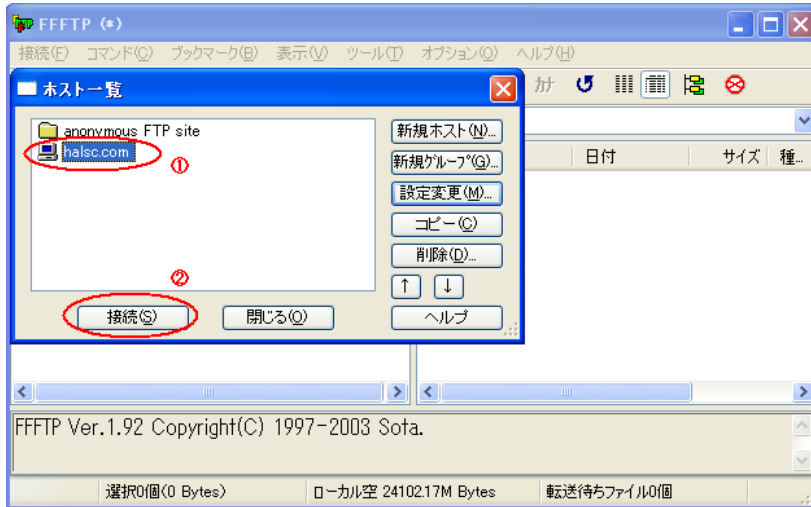 FFFTP (*)
接続(F) コマンド(C) ブックマーク(B) 表示(V) ツール(T) オプション(O) ヘルプ(H)
ホスト一覧
カナ
anonymous FTP site
halsc.com
①
新規ホスト(N)...
新規グループ(G)...
設定変更(M)...
コピー(C)
削除(D)...
↑ ↓
②
接続(S) 閉じる(O) ヘルプ
日付 サイズ 種...
FFFTP Ver.1.92 Copyright(C) 1997-2003 Sota.
選択0個(0 Bytes) ローカル空 24102.17M Bytes 転送待ちファイル0個